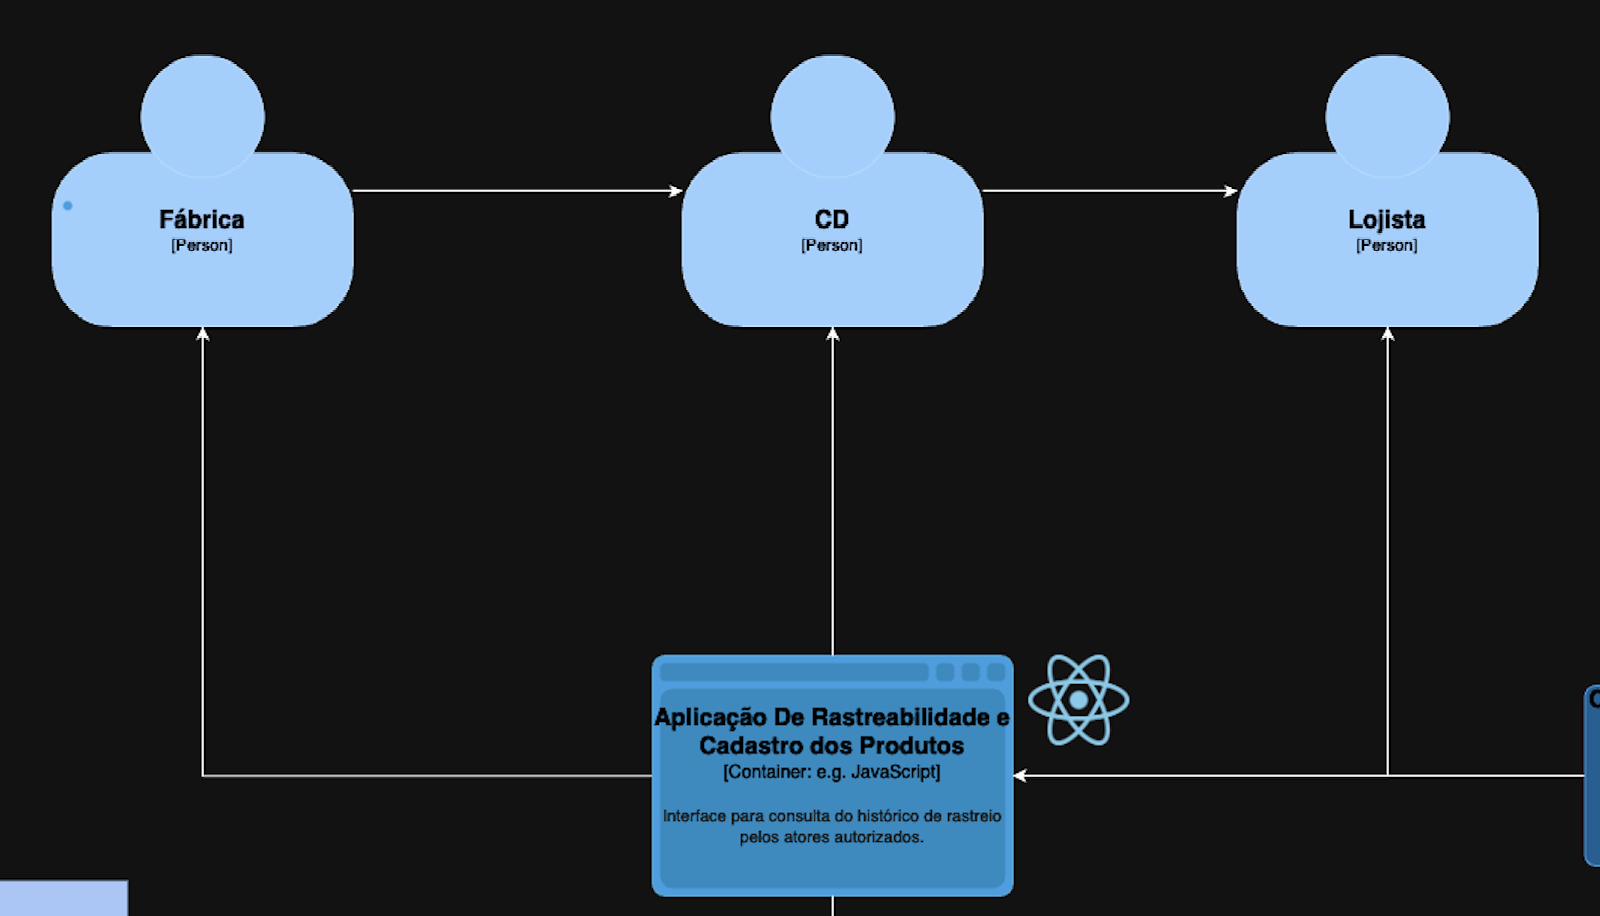 Fábrica
[Person]
CD
[Person]
Lojista
[Person]
Aplicação De Rastreabilidade e
Cadastro dos Produtos
[Container: e.g. JavaScript]
Interface para consulta do histórico de rastreio
pelos atores autorizados.